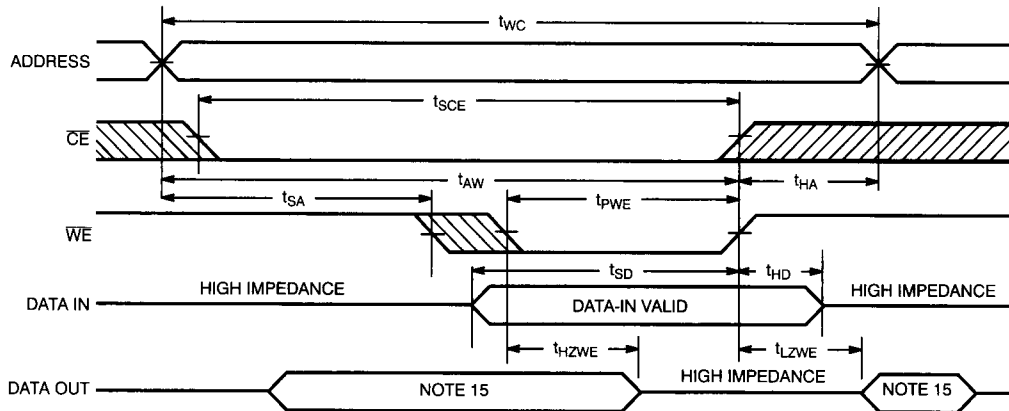 tWC
ADDRESS
tSCE
CE
tAW
tHA
tSA
tPWE
WE
tSD
tHD
HIGH IMPEDANCE
HIGH IMPEDANCE
DATA IN
DATA-IN VALID
tHZWE
tLZWE
HIGH IMPEDANCE
DATA OUT
NOTE 15
NOTE 15